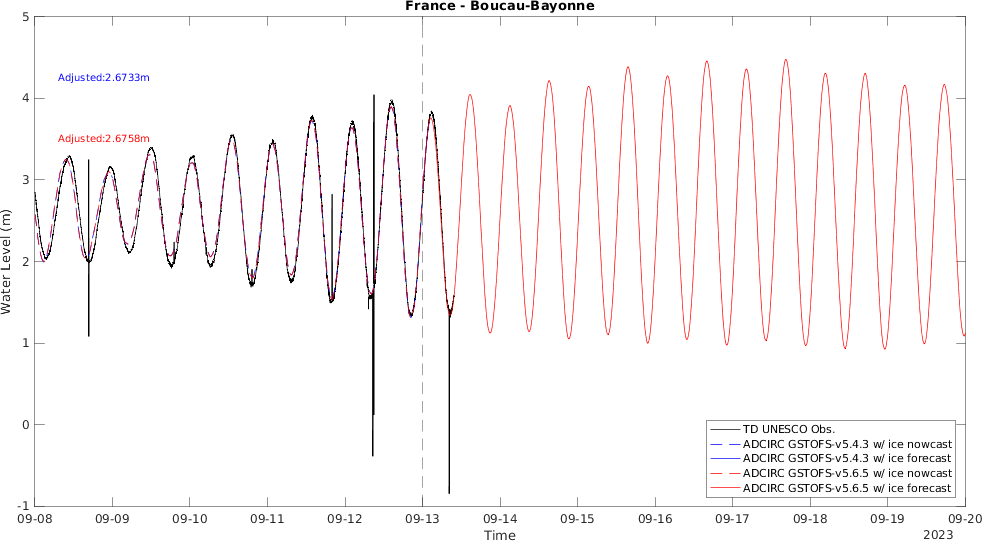 France - Boucau-Bayonne
5
Adjusted:2.6733m
4
Adjusted:2.6758m
3
2
1
0
-1
Water Level (m)
TD UNESCO Obs.
ADCIRC GSTOFS-v5.4.3 w/ ice nowcast
ADCIRC GSTOFS-v5.4.3 w/ ice forecast
ADCIRC GSTOFS-v5.6.5 w/ ice nowcast
ADCIRC GSTOFS-v5.6.5 w/ ice forecast
09-08 09-09 09-10 09-11 09-12 09-13 09-14 09-15 09-16 09-17 09-18 09-19 09-20
Time
2023